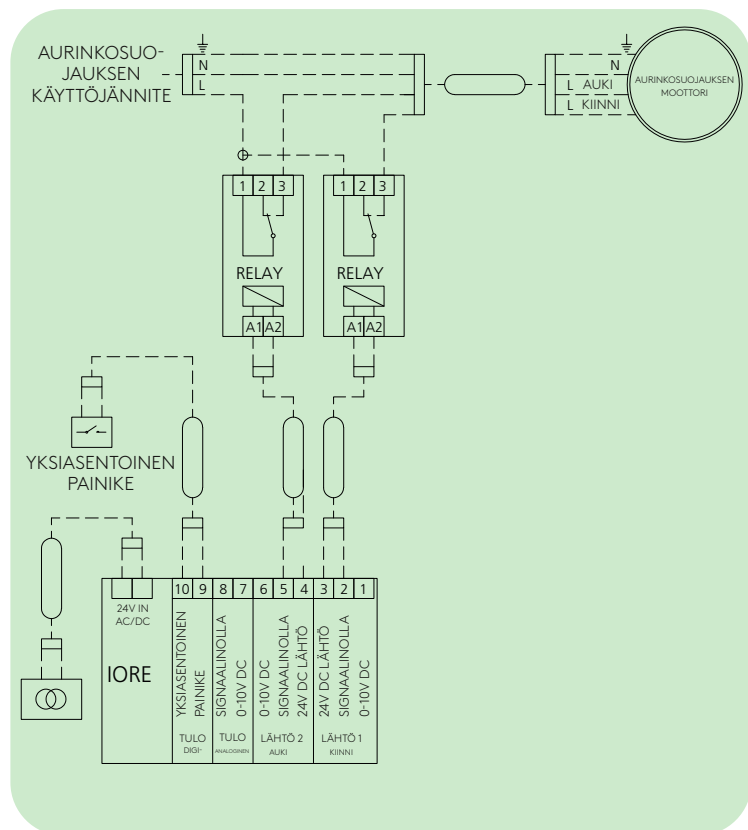 AURINKOSUO-
JAUKSEN
KÄYTTÖJÄNNITE
N
L
N
L AUKI
L KIINNI
AURINKOSUOJAUKSEN
MOOTTORI
1 2 3
1 2 3
RELAY
RELAY
A1 A2
A1 A2
YKSIASENTOINEN
PAINIKE
24V IN
AC/DC
IORE
10 9 8 7 6 5 4 3 2 1
YKSIASENTOINEN
PAINIKE
SIGNAALINOLLA
0-10V DC
0-10V DC
SIGNAALINOLLA
24V DC LÄHTÖ
24V DC LÄHTÖ
SIGNAALINOLLA
0-10V DC
TULO
DIGI-
TULO
ANALOGINEN
LÄHTÖ 2
AUKI
LÄHTÖ 1
KIINNI